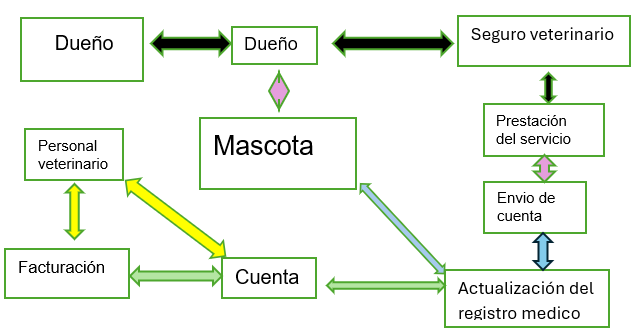 Dueño
Dueño
Seguro veterinario
Prestación
del servicio
Personal
veterinario
Mascota
Envio de
cuenta
Facturación
Cuenta
Actualización del
registro medico